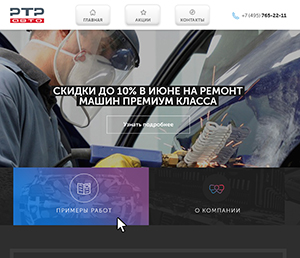 РТР
АВТО
ГЛАВНАЯ
АКЦИИ
КОНТАКТЫ
+7 (495) 765-22-11
СКИДКИ ДО 10% В ИЮНЕ НА РЕМОНТ
МАШИН ПРЕМИУМ КЛАССА
Узнать подробнее
ПРИМЕРЫ РАБОТ
О КОМПАНИИ